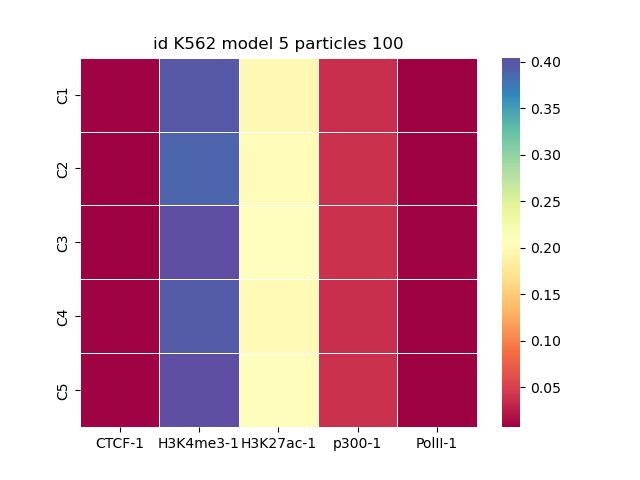 id K562 model 5 particles 100
C1
C2
C3
C4
C5
CTCF-1 H3K4me3-1 H3K27ac-1 p300-1 PolII-1
0.40
0.35
0.30
0.25
0.20
0.15
0.10
0.05